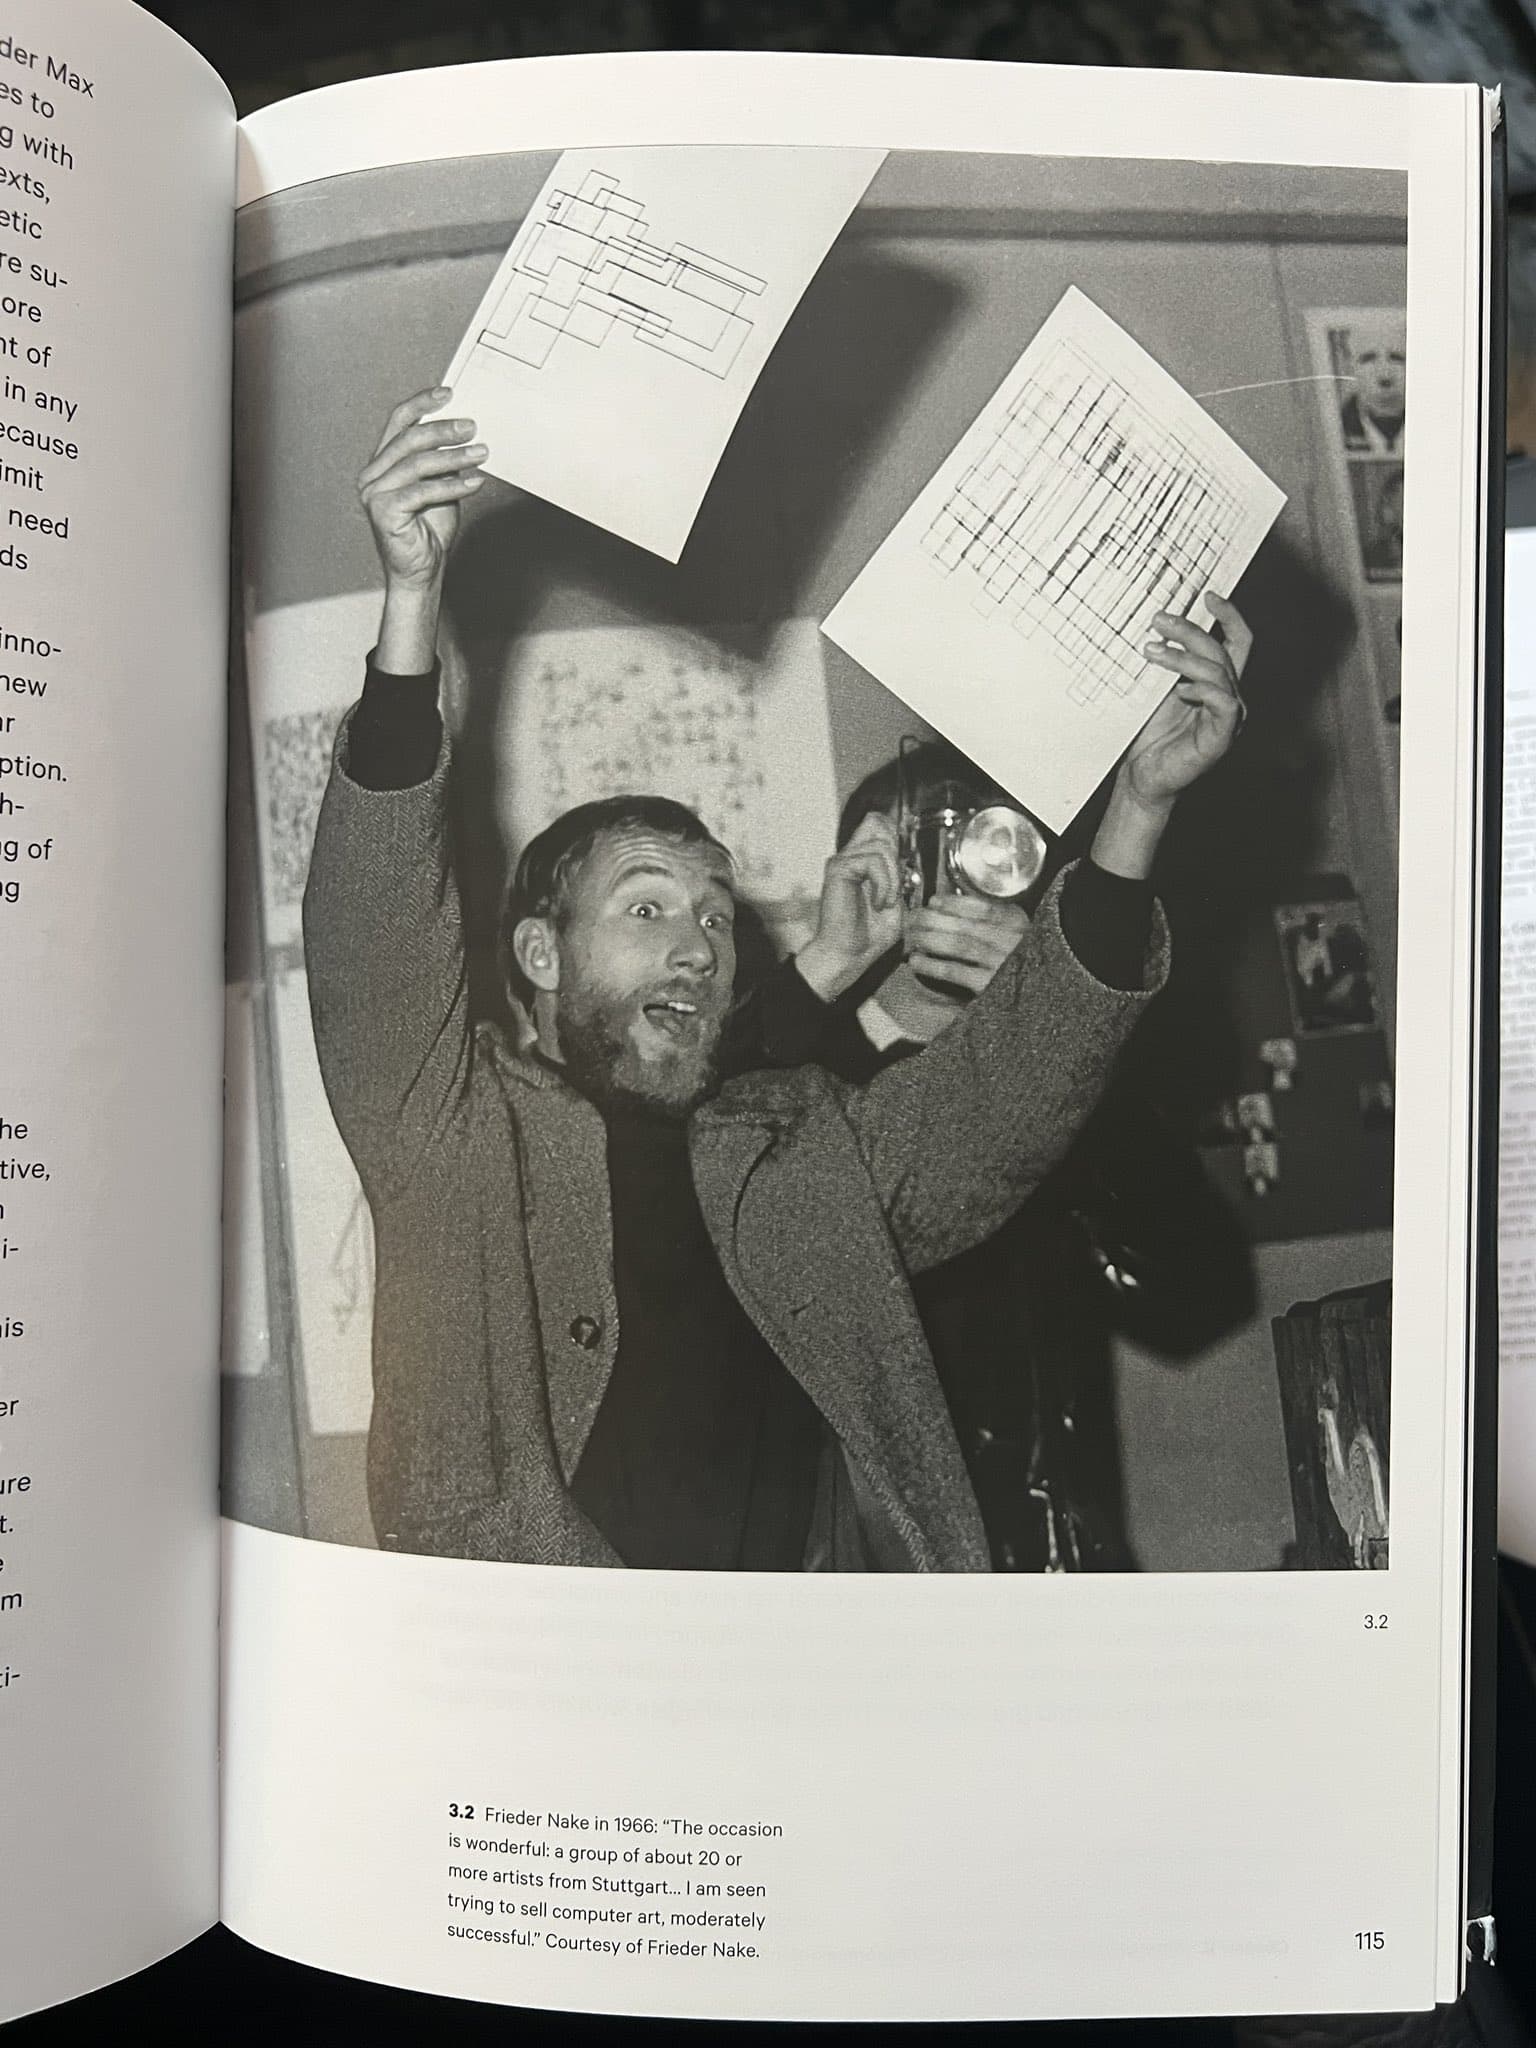 der Max
es to
g with
exts,
etic
re su-
ore
nt of
in any
ecause
imit
need
ds
inno-
new
ar
ption.
h-
g of
g
he
tive,
n
i-
is
er
ure
t.
e
m
ti-
3.2
3.2 Frieder Nake in 1966: “The occasion
is wonderful: a group of about 20 or
more artists from Stuttgart... I am seen
trying to sell computer art, moderately
successful.” Courtesy of Frieder Nake.
115